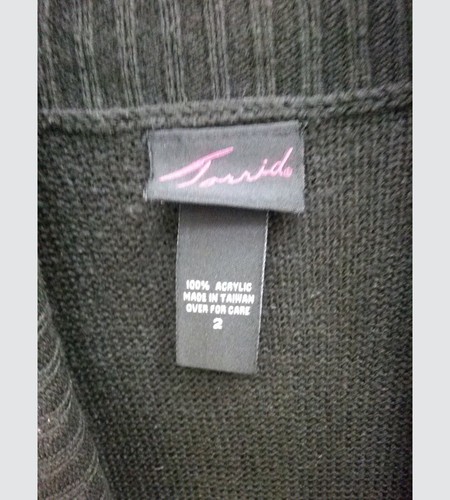 Torrid
100% ACRYLIC
MADE IN TAIWAN
OVER FOR CARE
2